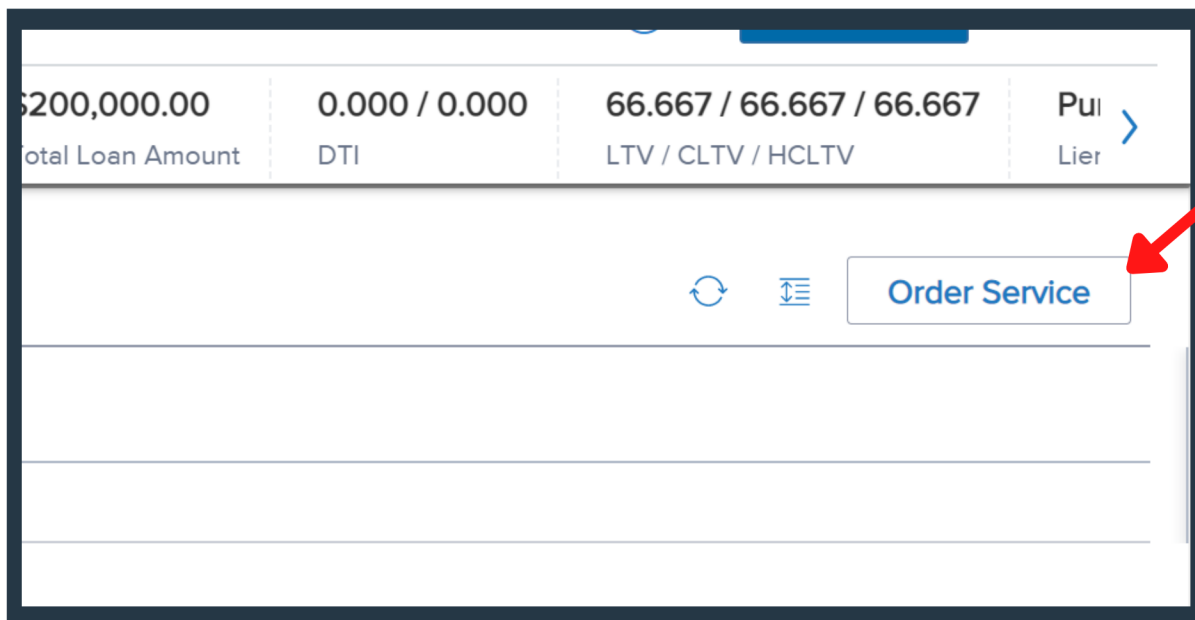 $200,000.00 0.000 / 0.000 66.667 / 66.667 / 66.667
Total Loan Amount DTI LTV / CLTV / HCLTV
Order Service